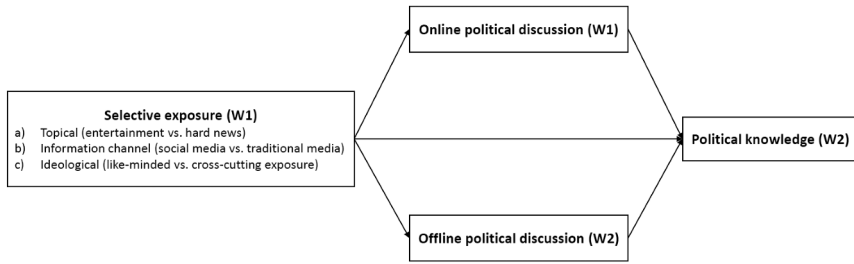 Online political discussion (W1)
Selective exposure (W1)
a) Topical (entertainment vs. hard news)
b) Information channel (social media vs. traditional media)
c) Ideological (like-minded vs. cross-cutting exposure)
Political knowledge (W2)
Offline political discussion (W2)